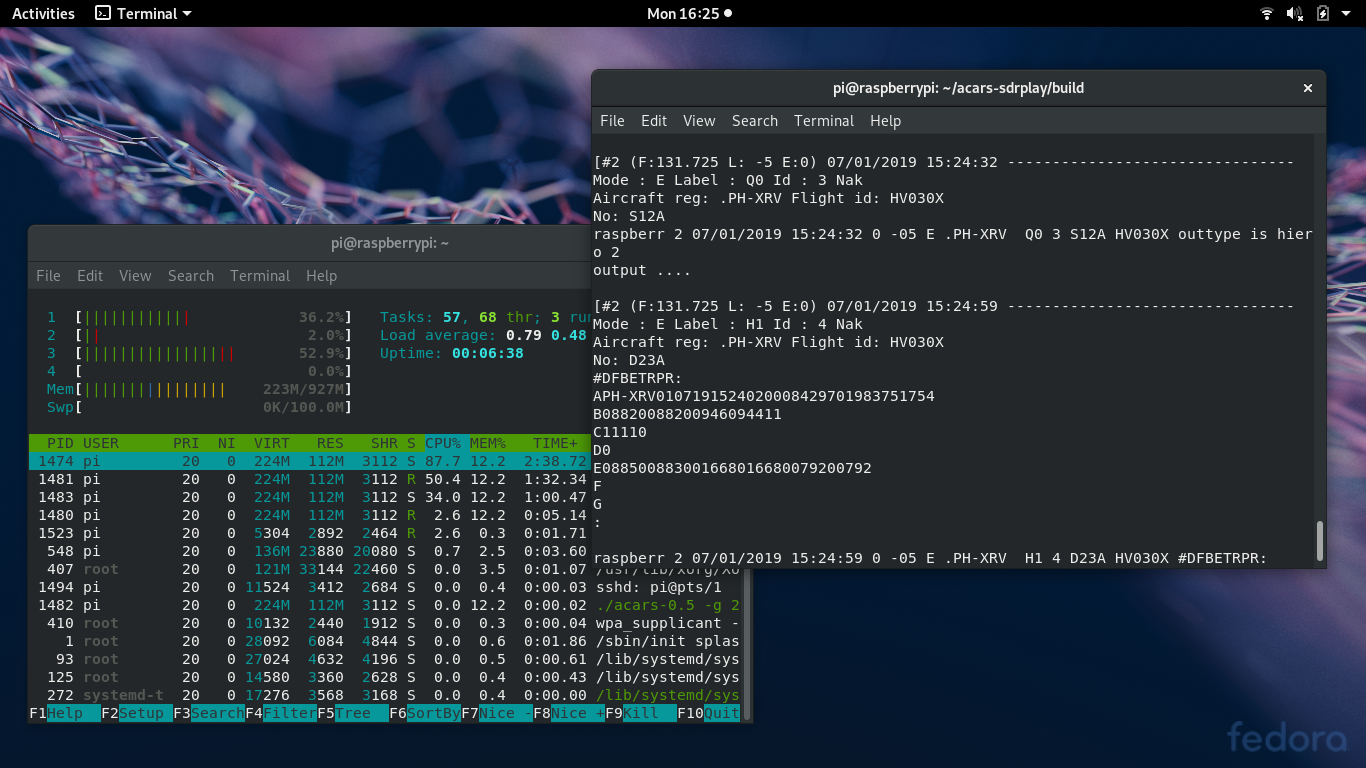 Activities Terminal Mon 16:25
pi@raspberrypi: ~/acars-sdrplay/build
File Edit View Search Terminal Help
[#2 (F:131.725 L: -5 E:0) 07/01/2019 15:24:32 --------------------------------
Mode : E Label : Q0 Id : 3 Nak
Aircraft reg: .PH-XRV Flight id: HV030X
No: S12A
raspberr 2 07/01/2019 15:24:32 0 -05 E .PH-XRV  Q0 3 S12A HV030X outtype is hier
o 2
output ....
[#2 (F:131.725 L: -5 E:0) 07/01/2019 15:24:59 --------------------------------
Mode : E Label : H1 Id : 4 Nak
Aircraft reg: .PH-XRV Flight id: HV030X
No: D23A
#DFBETRPR:
APH-XRV0107191524020008429701983751754
B08820088200946094411
C11110
D0
E0885008830016680166800792​00792
F
G
:
raspberr 2 07/01/2019 15:24:59 0 -05 E .PH-XRV  H1 4 D23A HV030X #DFBETRPR:
pi@raspberrypi: ~
File Edit View Search Terminal Help
1 [||||||||||||36.2%] Tasks: 57, 68 thr; 3 run
2 [||2.0%] Load average: 0.79 0.48
3 [|||||||||||||||||52.9%] Uptime: 00:06:38
4 [0.0%]
Mem[||||||||||||||||223M/927M]
Swp[0K/100.0M]
PID USER PRI NI VIRT RES SHR S CPU% MEM% TIME+
1474 pi 20 0 224M 112M 3112 S 87.7 12.2 2:38.72
1481 pi 20 0 224M 112M 3112 R 50.4 12.2 1:32.34
1483 pi 20 0 224M 112M 3112 S 34.0 12.2 1:00.47
1480 pi 20 0 224M 112M 3112 R 2.6 12.2 0:05.14
1523 pi 20 0 5304 2892 2464 R 2.6 0.3 0:01.71
548 pi 20 0 136M 23880 20080 S 0.7 2.5 0:03.60
407 root 20 0 121M 33144 22460 S 0.0 3.5 0:01.07 /usr/lib/xorg/Xo
1494 pi 20 0 11524 3412 2684 S 0.0 0.4 0:00.03 sshd: pi@pts/1
1482 pi 20 0 224M 112M 3112 S 0.0 12.2 0:00.02 ./acars-0.5 -g 2
410 root 20 0 10132 2440 1912 S 0.0 0.3 0:00.04 wpa_supplicant -
1 root 20 0 28092 6084 4844 S 0.0 0.6 0:01.86 /sbin/init splas
93 root 20 0 27024 4632 4196 S 0.0 0.5 0:00.61 /lib/systemd/sys
125 root 20 0 14580 3360 2628 S 0.0 0.4 0:00.43 /lib/systemd/sys
272 systemd-t 20 0 17276 3568 3168 S 0.0 0.4 0:00.00 /lib/systemd/sys
F1Help F2Setup F3SearchF4FilterF5Tree F6SortByF7Nice -F8Nice +F9Kill F10Quit
fedora